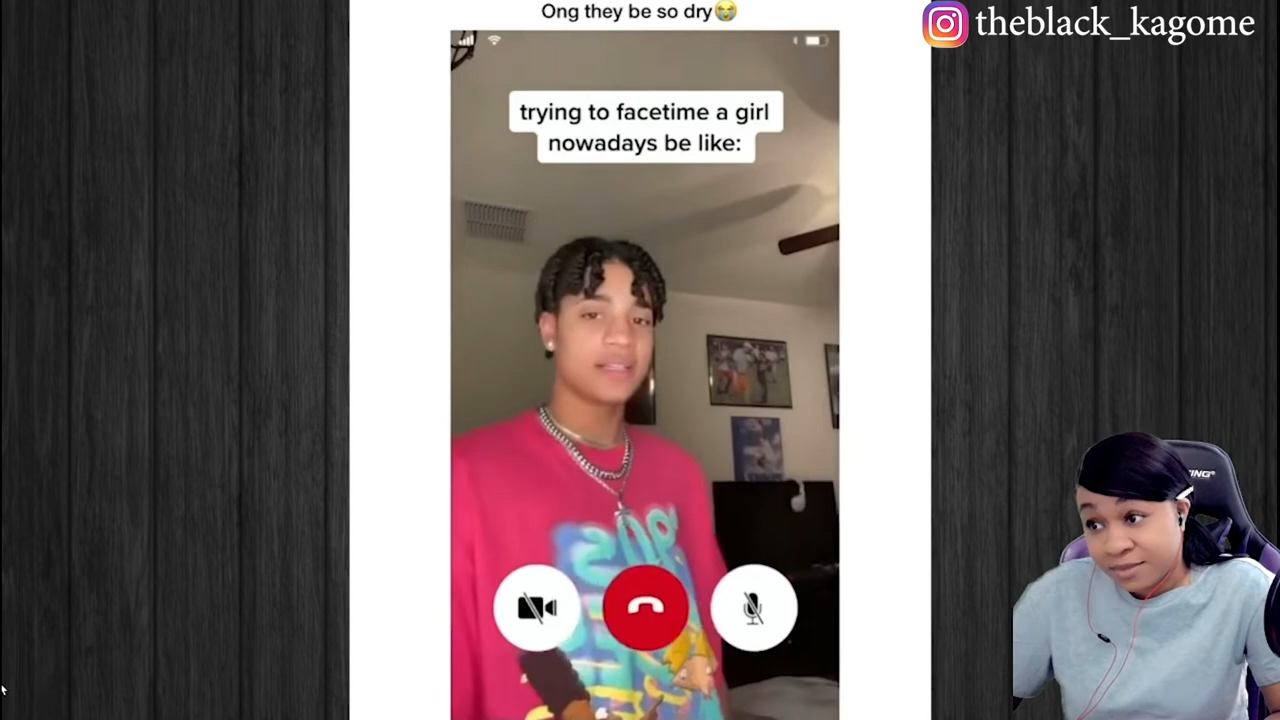 Ong they be so dry😭
theblack_kagome
trying to facetime a girl
nowadays be like: